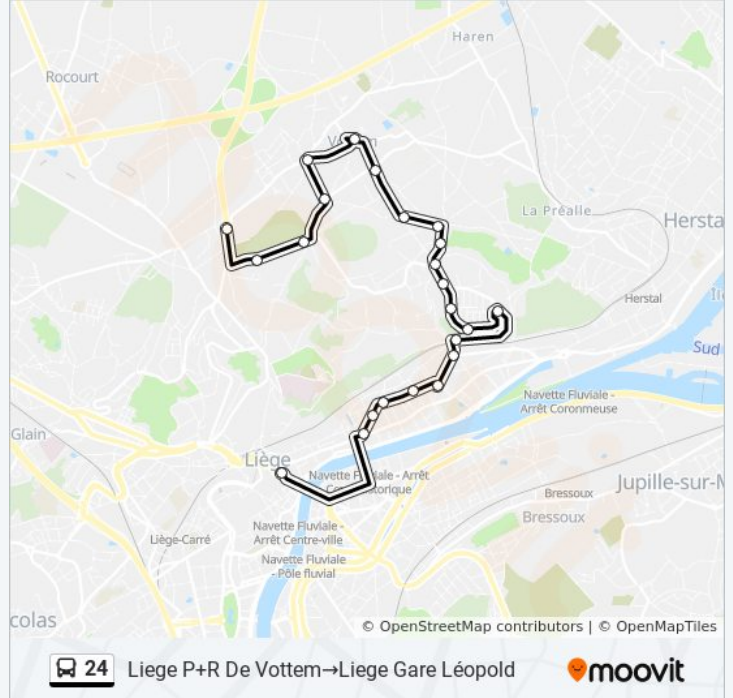 Haren
Rocourt
La Préalle
Hersta
Herstal
Sud
Navette Fluviale -
Arrêt Coronmeuse
Glain
Liège
Navette Fluviale - Arrêt
Jupille-sur-M
Bressoux
Bressoux
Navette Fluviale -
Arrêt Centre-ville
Liège-Carré
Navette Fluviale
- Pôle fluvial
colas
© OpenStreetMap contributors | © OpenMapTiles
24 Liege P+R De Vottem→Liege Gare Léopold moovit